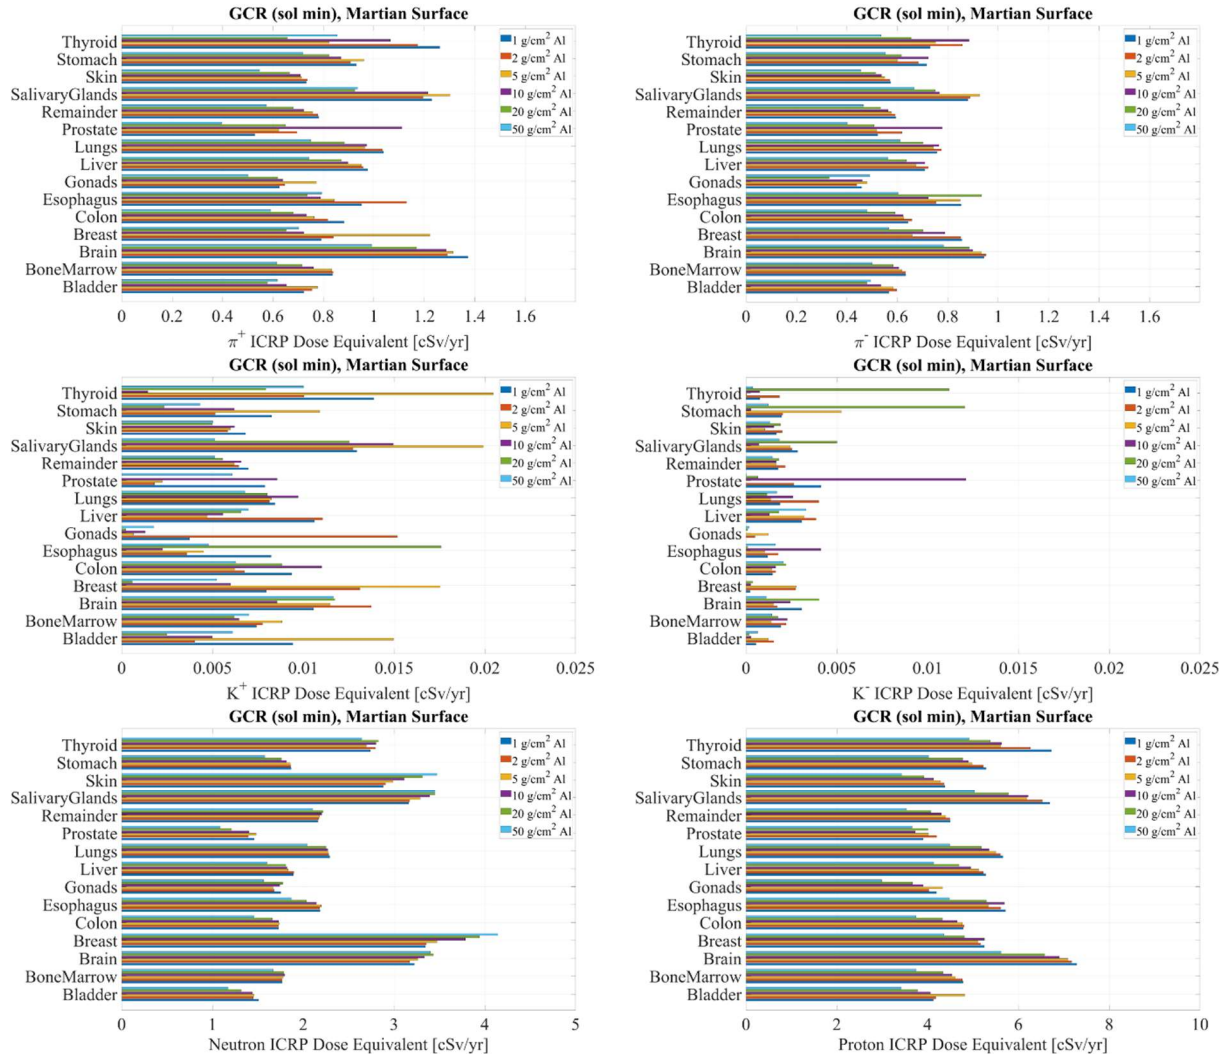 GCR (sol min), Martian Surface
Thyroid
Stomach
Skin
SalivaryGlands
Remainder
Prostate
Lungs
Liver
Gonads
Esophagus
Colon
Breast
Brain
BoneMarrow
Bladder
1 g/cm² Al
2 g/cm² Al
5 g/cm² Al
10 g/cm² Al
20 g/cm² Al
50 g/cm² Al
0 0.2 0.4 0.6 0.8 1 1.2 1.4 1.6
π⁺ ICRP Dose Equivalent [cSv/yr]
GCR (sol min), Martian Surface
Thyroid
Stomach
Skin
SalivaryGlands
Remainder
Prostate
Lungs
Liver
Gonads
Esophagus
Colon
Breast
Brain
BoneMarrow
Bladder
1 g/cm² Al
2 g/cm² Al
5 g/cm² Al
10 g/cm² Al
20 g/cm² Al
50 g/cm² Al
0 0.2 0.4 0.6 0.8 1 1.2 1.4 1.6
π⁻ ICRP Dose Equivalent [cSv/yr]
GCR (sol min), Martian Surface
Thyroid
Stomach
Skin
SalivaryGlands
Remainder
Prostate
Lungs
Liver
Gonads
Esophagus
Colon
Breast
Brain
BoneMarrow
Bladder
1 g/cm² Al
2 g/cm² Al
5 g/cm² Al
10 g/cm² Al
20 g/cm² Al
50 g/cm² Al
0 0.005 0.01 0.015 0.02 0.025
K⁺ ICRP Dose Equivalent [cSv/yr]
GCR (sol min), Martian Surface
Thyroid
Stomach
Skin
SalivaryGlands
Remainder
Prostate
Lungs
Liver
Gonads
Esophagus
Colon
Breast
Brain
BoneMarrow
Bladder
1 g/cm² Al
2 g/cm² Al
5 g/cm² Al
10 g/cm² Al
20 g/cm² Al
50 g/cm² Al
0 0.005 0.01 0.015 0.02 0.025
K⁻ ICRP Dose Equivalent [cSv/yr]
GCR (sol min), Martian Surface
Thyroid
Stomach
Skin
SalivaryGlands
Remainder
Prostate
Lungs
Liver
Gonads
Esophagus
Colon
Breast
Brain
BoneMarrow
Bladder
1 g/cm² Al
2 g/cm² Al
5 g/cm² Al
10 g/cm² Al
20 g/cm² Al
50 g/cm² Al
0 1 2 3 4 5
Neutron ICRP Dose Equivalent [cSv/yr]
GCR (sol min), Martian Surface
Thyroid
Stomach
Skin
SalivaryGlands
Remainder
Prostate
Lungs
Liver
Gonads
Esophagus
Colon
Breast
Brain
BoneMarrow
Bladder
1 g/cm² Al
2 g/cm² Al
5 g/cm² Al
10 g/cm² Al
20 g/cm² Al
50 g/cm² Al
0 2 4 6 8 10
Proton ICRP Dose Equivalent [cSv/yr]